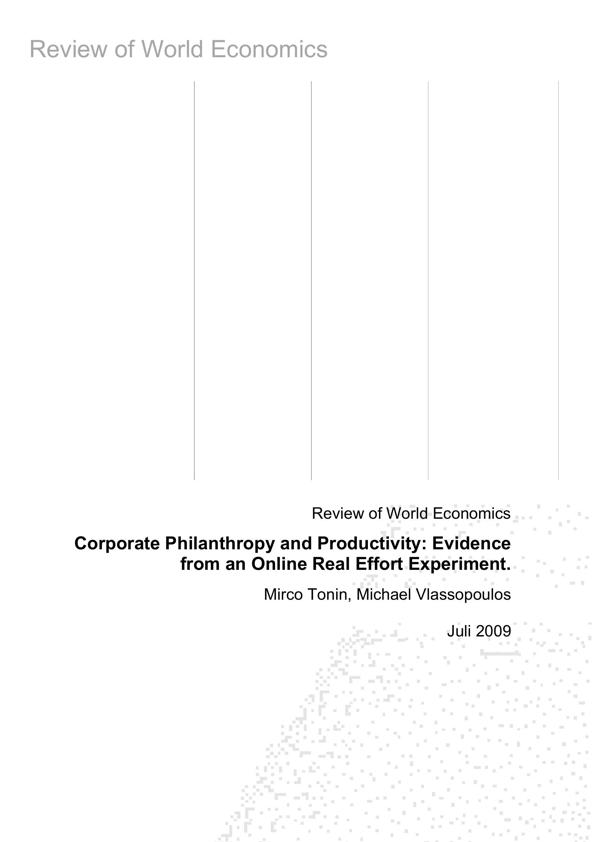 Review of World Economics
Review of World Economics
Corporate Philanthropy and Productivity: Evidence
from an Online Real Effort Experiment.
Mirco Tonin, Michael Vlassopoulos
Juli 2009